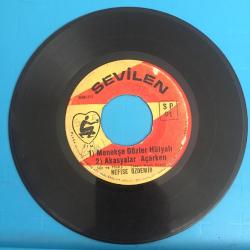 SEVİLEN
SP
1) Menekşe Gözler Hülyalı
2) Akasyalar Açarken
NEFİSE ÖZDEMİR